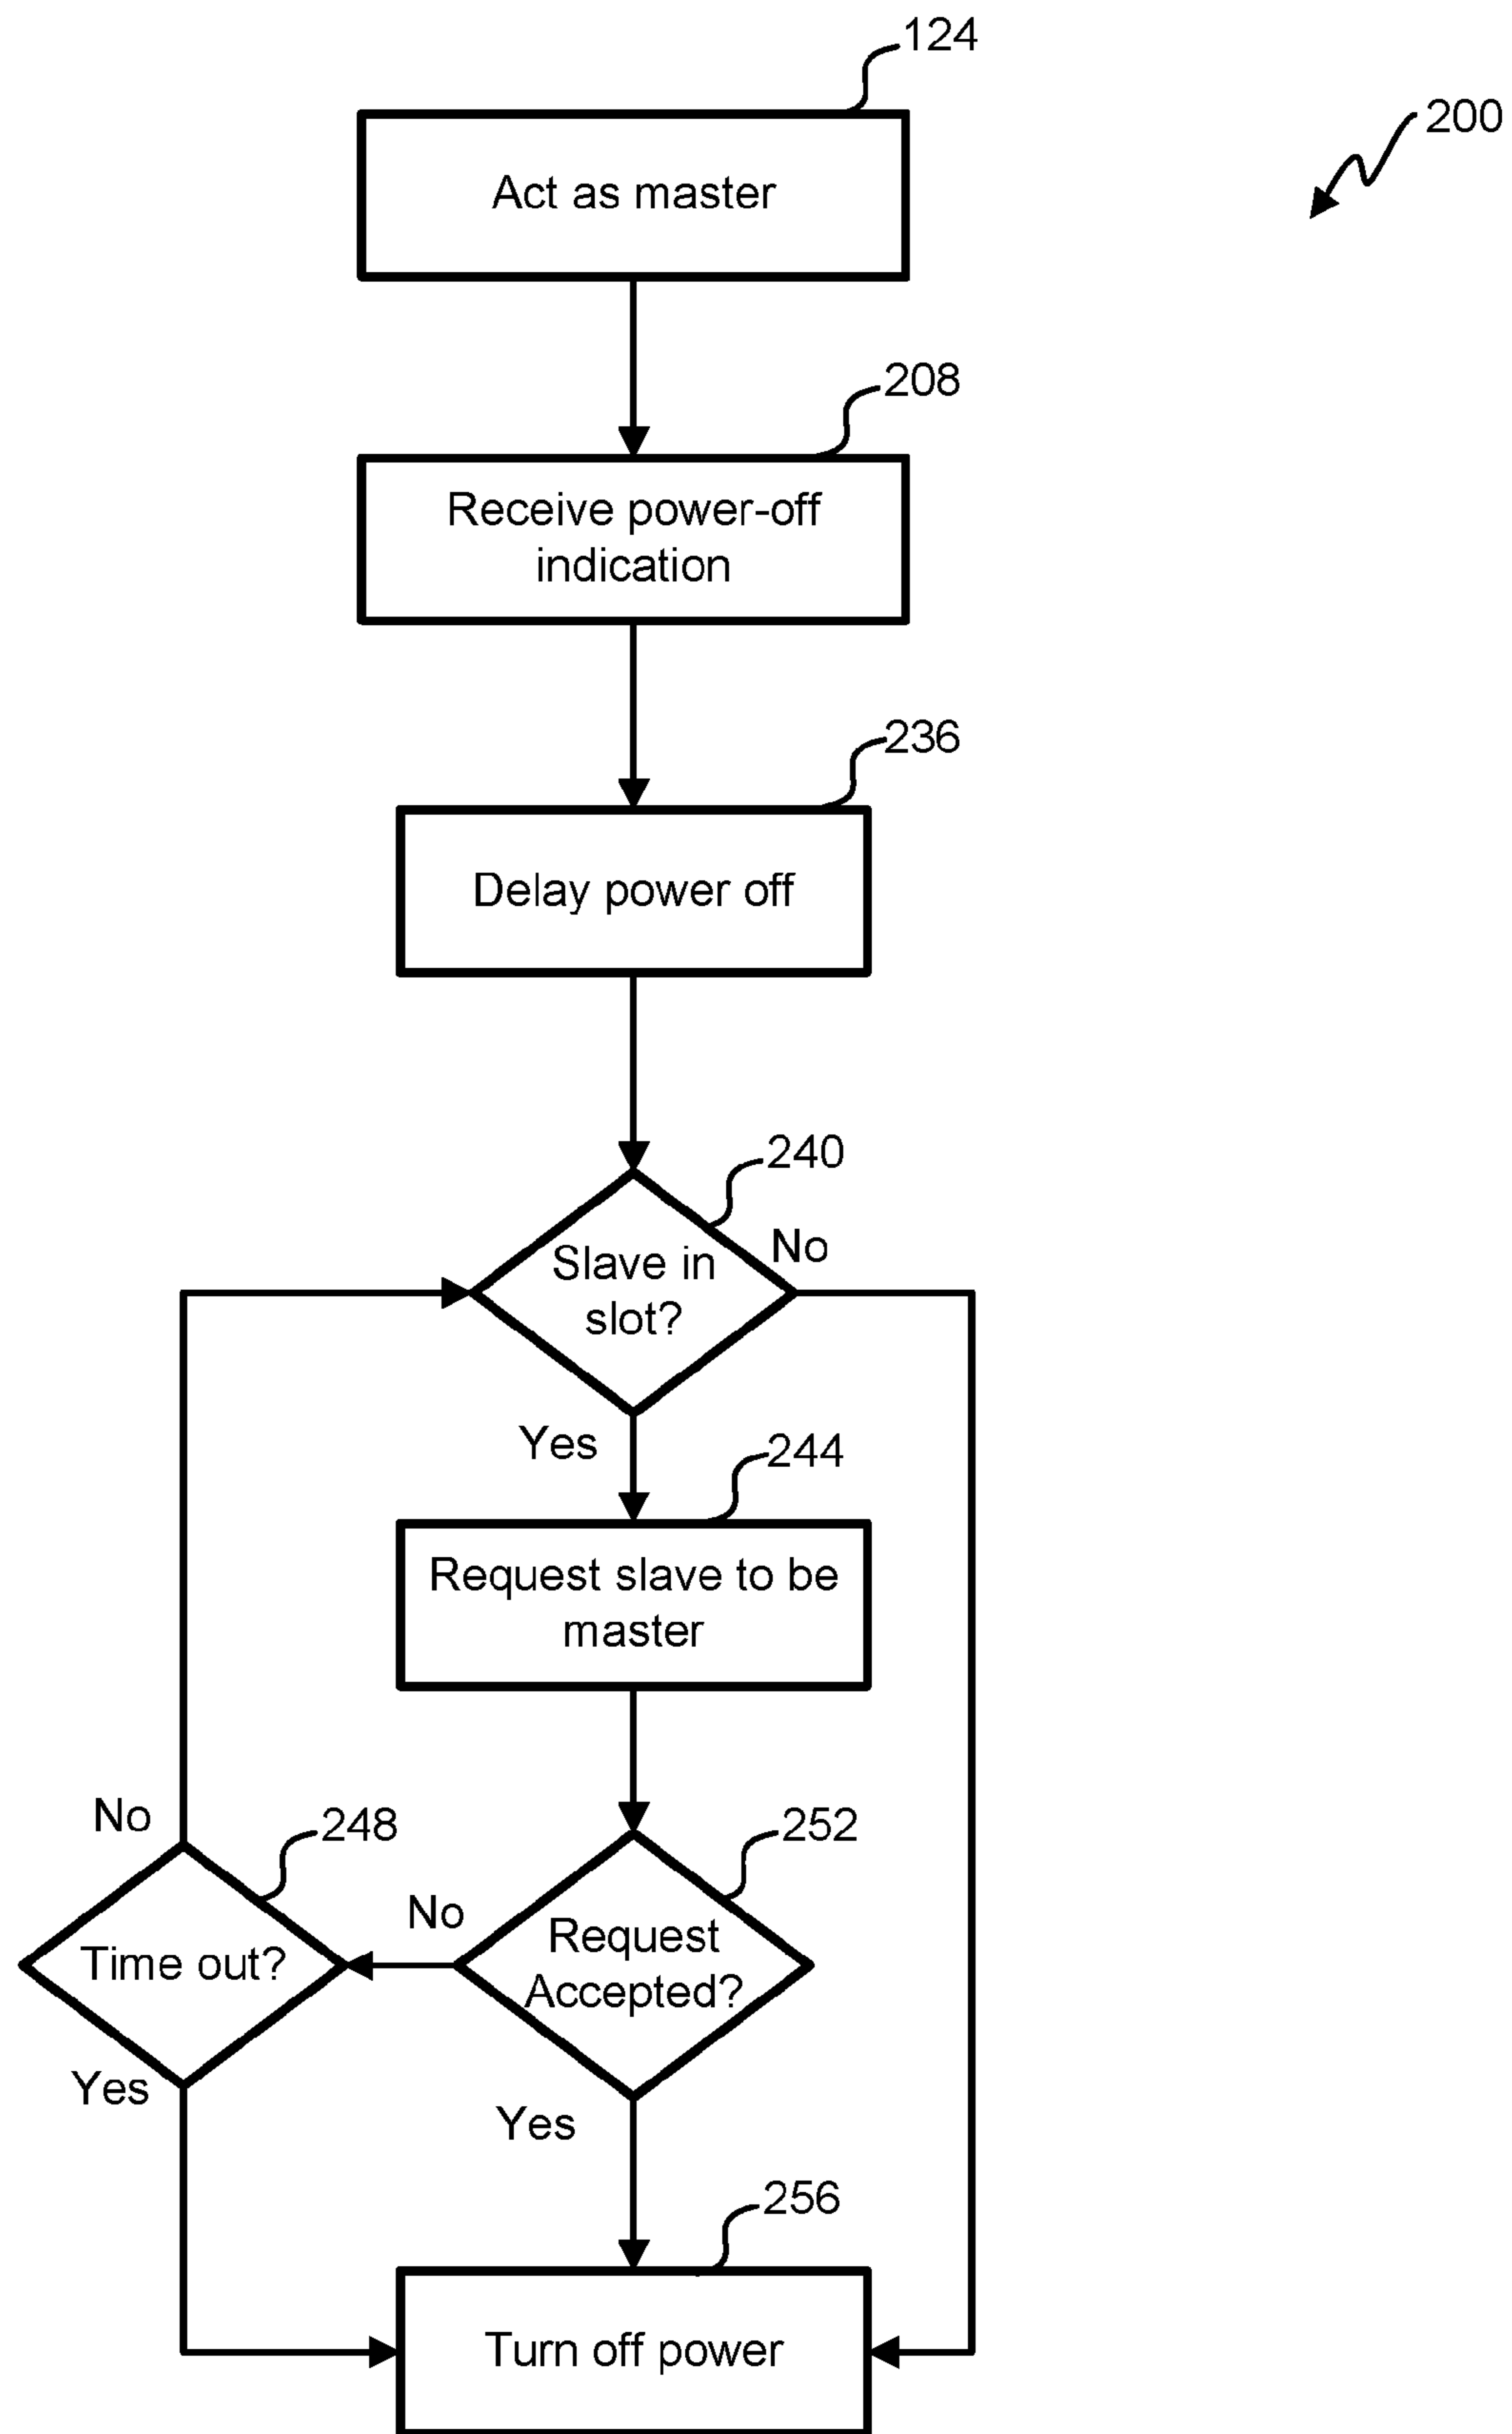 124
200
Act as master
208
Receive power-off
indication
236
Delay power off
240
No
Slave in
slot?
Yes
244
Request slave to be
master
No
248
252
No
Request
Accepted?
Time out?
Yes
Yes
256
Turn off power